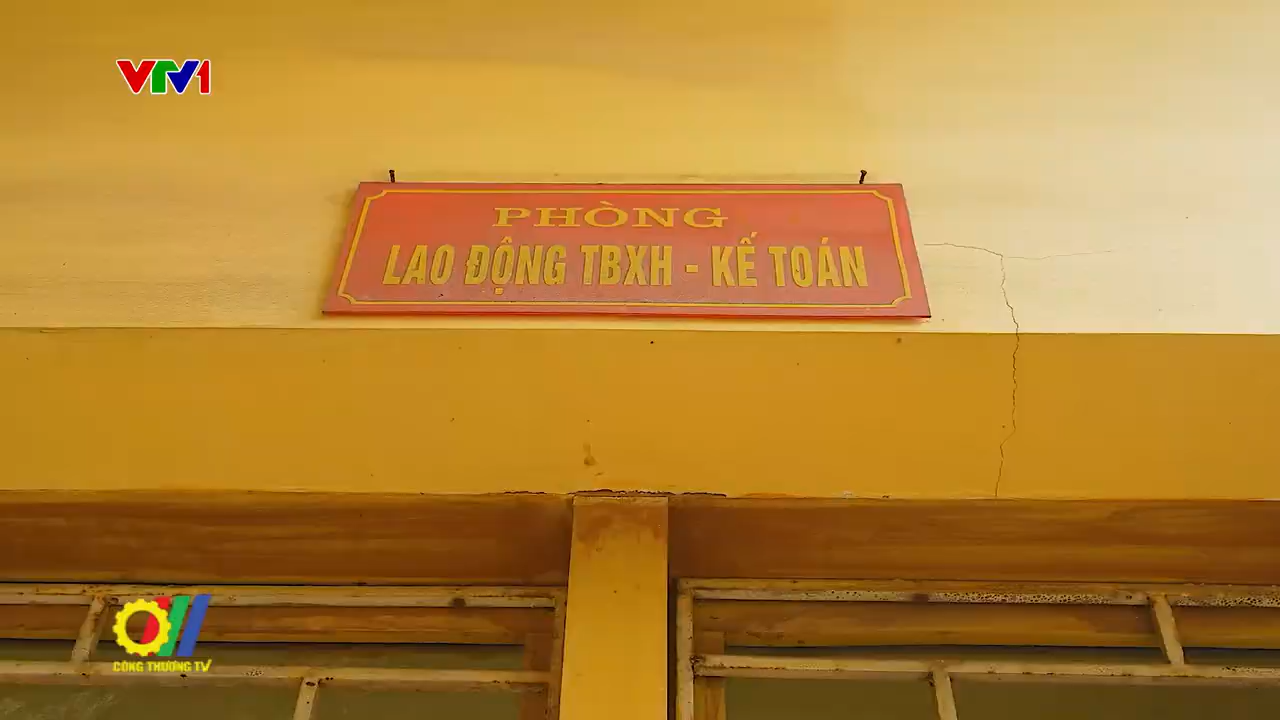 VTV1
PHÒNG
LAO ĐỘNG TBXH - KẾ TOÁN
CÔNG THƯƠNG TV